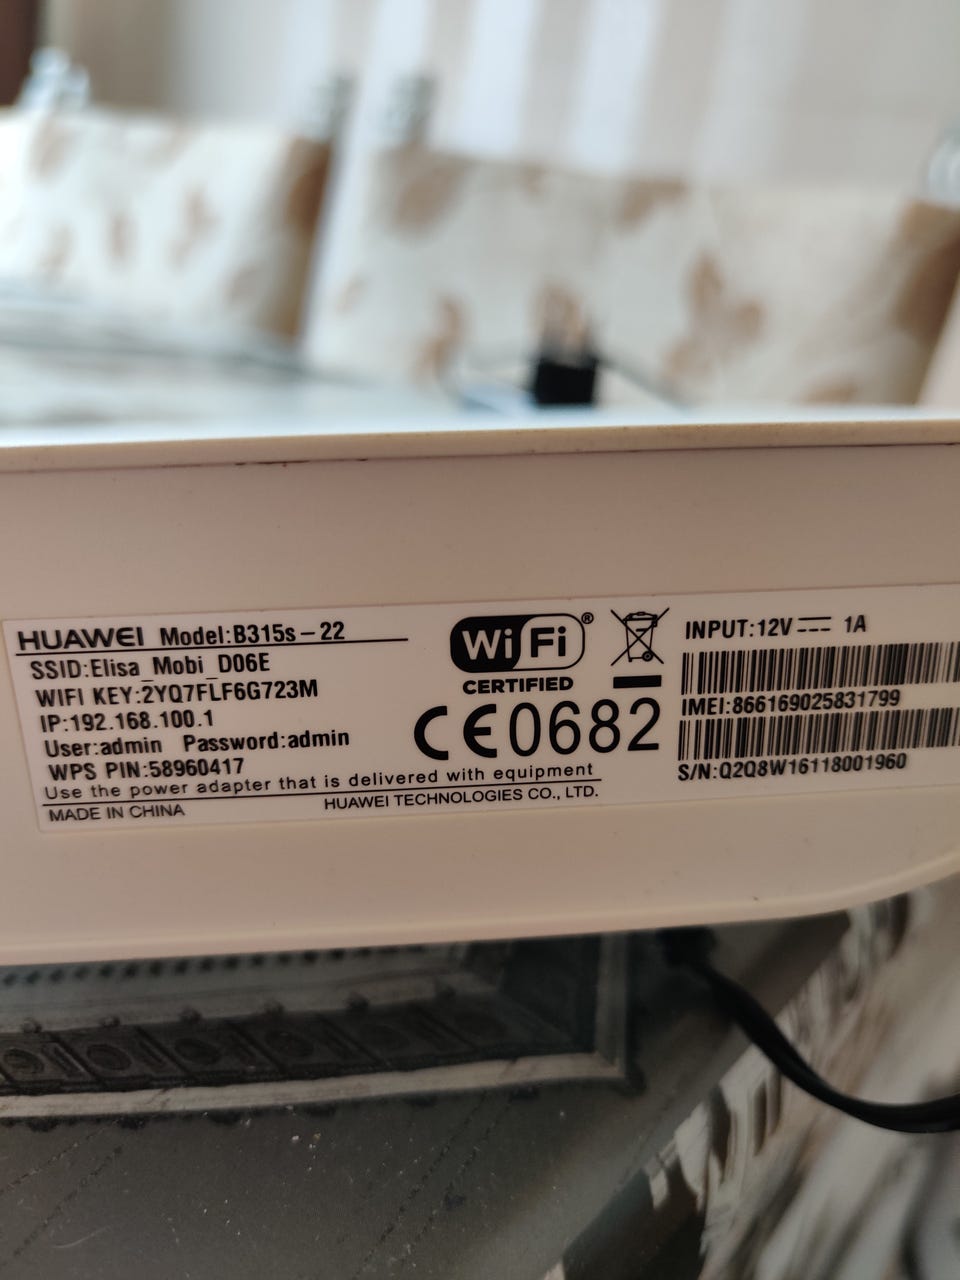 HUAWEI Model:B315s-22
SSID:Elisa_Mobi_D06E
WIFI KEY:2YQ7FLF6G723M
IP:192.168.100.1
User:admin Password:admin
WPS PIN:58960417
Use the power adapter that is delivered with equipment
MADE IN CHINA HUAWEI TECHNOLOGIES CO., LTD.
WiFi®
CERTIFIED
CE0682
INPUT:12V⎓ 1A
IMEI:866169025831799
S/N:Q2Q8W16118001960